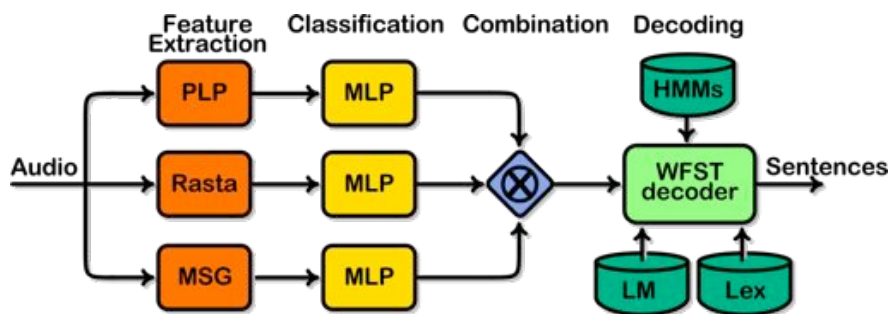 Feature
Extraction
Classification
Combination
Decoding
PLP
MLP
HMMs
Audio
Rasta
MLP
WFST
decoder
Sentences
MSG
MLP
LM
Lex